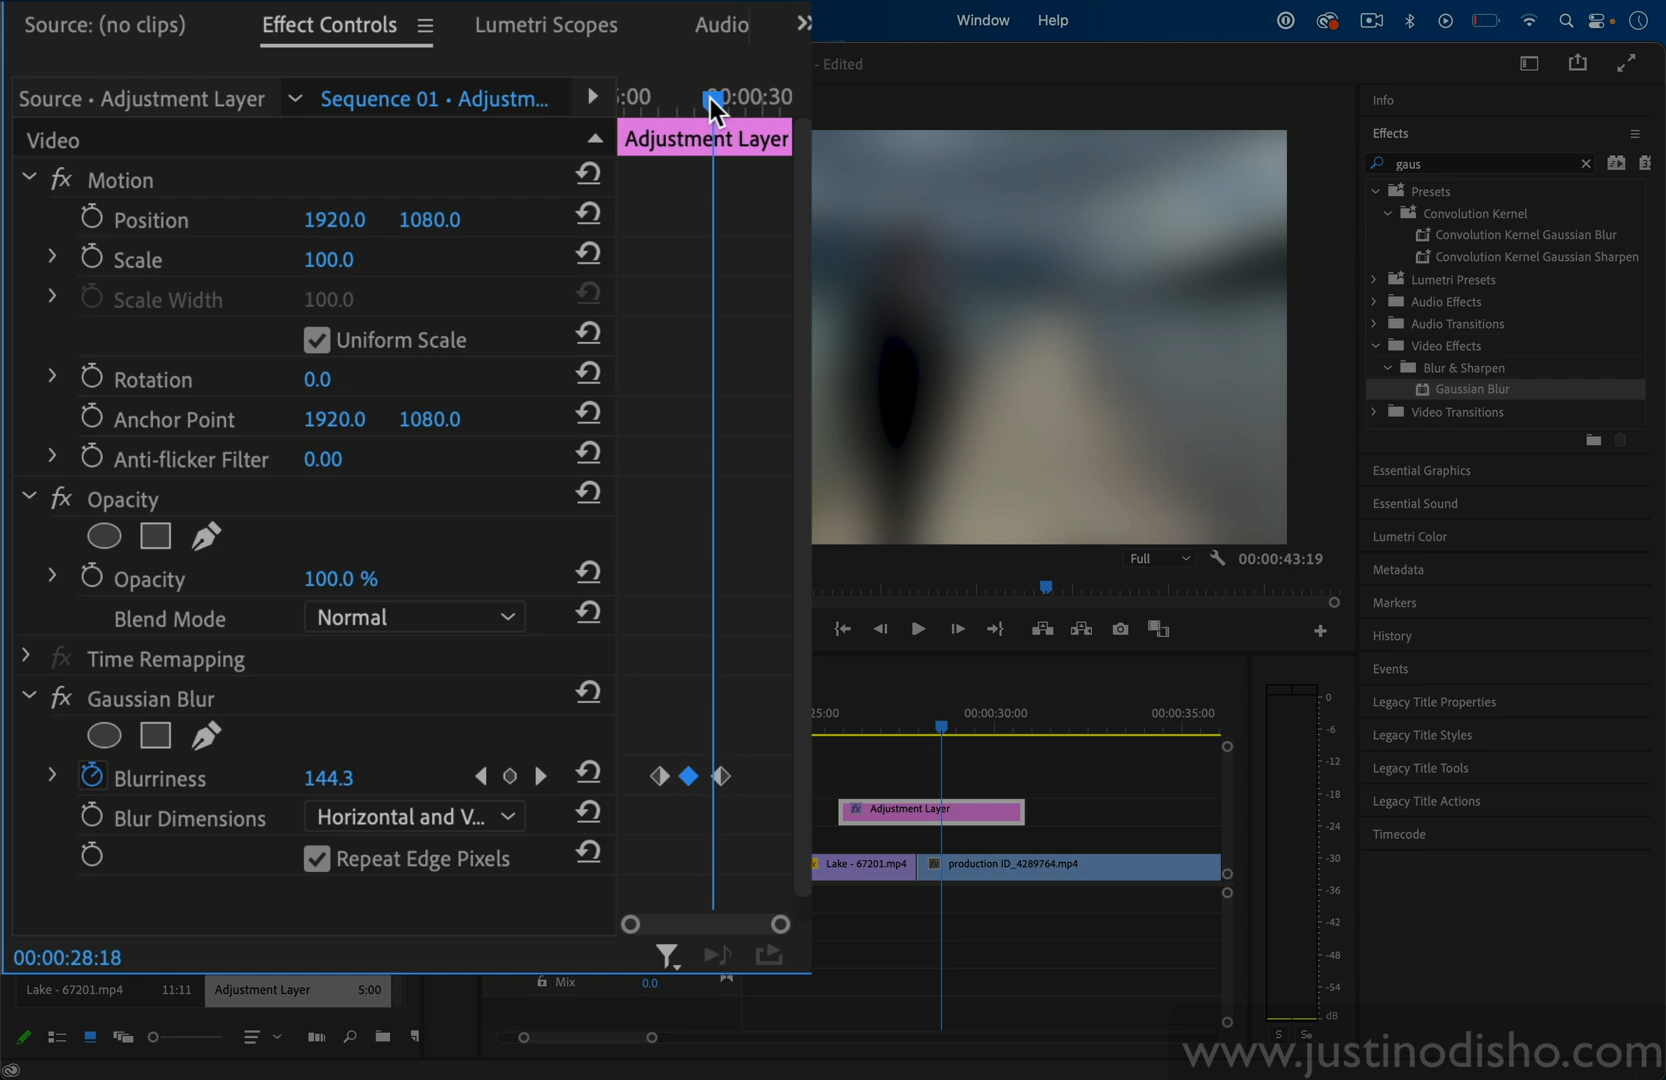 Source: (no clips)
Effect Controls
Lumetri Scopes
Audio
Window
Help
- Edited
Source • Adjustment Layer
Sequence 01 • Adjustm...
:00
00:00:30
Adjustment Layer
Video
fx Motion
Position 1920.0 1080.0
Scale 100.0
Scale Width 100.0
Uniform Scale
Rotation 0.0
Anchor Point 1920.0 1080.0
Anti-flicker Filter 0.00
fx Opacity
Opacity 100.0 %
Blend Mode Normal
fx Time Remapping
fx Gaussian Blur
Blurriness 144.3
Blur Dimensions Horizontal and V...
Repeat Edge Pixels
00:00:28:18
Lake - 67201.mp4 11:11
Adjustment Layer 5:00
Mix 0.0
Full
00:00:43:19
25:00
00:00:30:00
00:00:35:00
fx Adjustment Layer
Lake - 67201.mp4
fx production ID_4289764.mp4
0
-6
-12
-18
-24
-30
-36
-42
-48
-54
dB
S
S
Info
Effects
gaus
Presets
Convolution Kernel
Convolution Kernel Gaussian Blur
Convolution Kernel Gaussian Sharpen
Lumetri Presets
Audio Effects
Audio Transitions
Video Effects
Blur & Sharpen
Gaussian Blur
Video Transitions
Essential Graphics
Essential Sound
Lumetri Color
Metadata
Markers
History
Events
Legacy Title Properties
Legacy Title Styles
Legacy Title Tools
Legacy Title Actions
Timecode
www.justinodisho.com